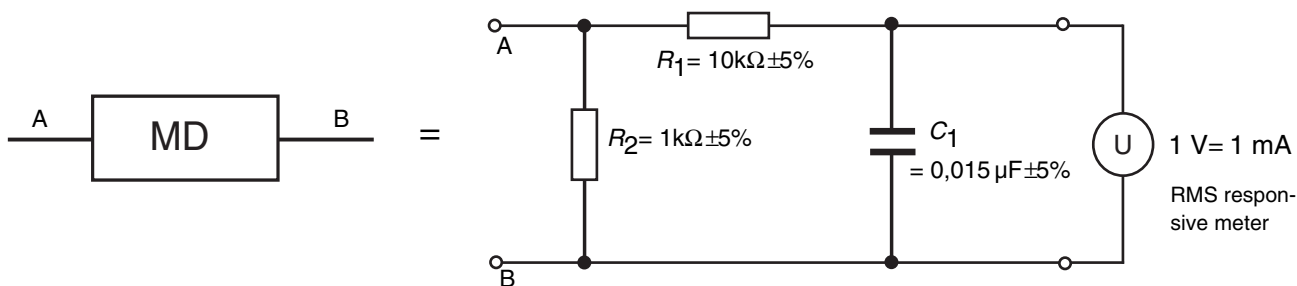 A
MD
B
=
A
R1= 10kΩ±5%
R2= 1kΩ±5%
C1
= 0,015 µF±5%
U
1 V= 1 mA
RMS respon-
sive meter
B